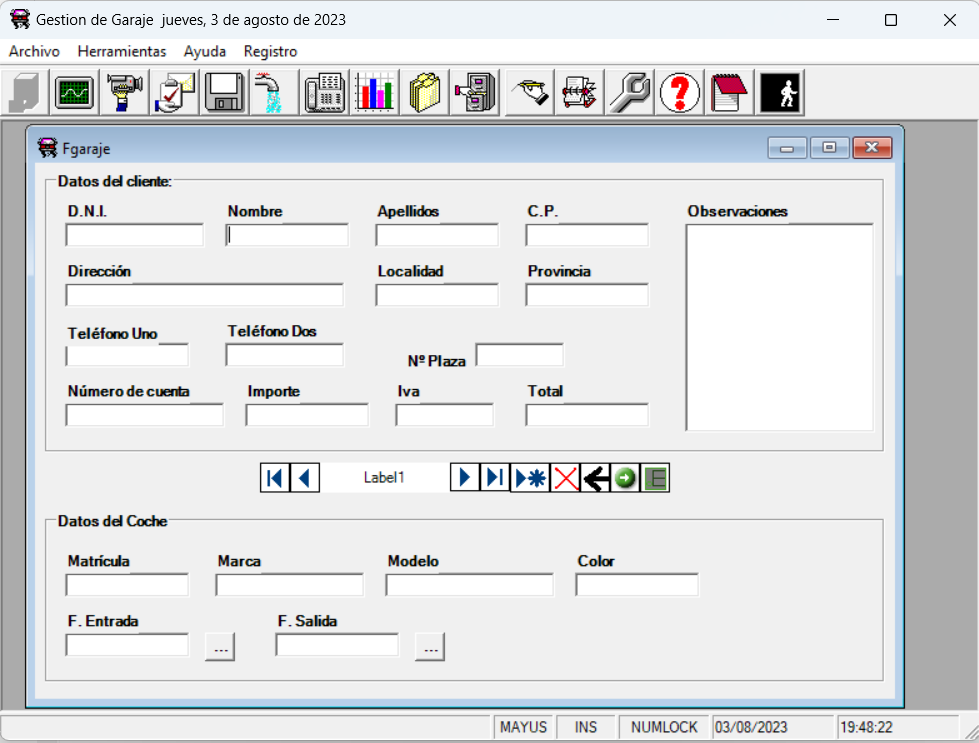 Gestion de Garaje  jueves, 3 de agosto de 2023
Archivo Herramientas Ayuda Registro
Fgaraje
Datos del cliente:
D.N.I. Nombre Apellidos C.P. Observaciones
Dirección Localidad Provincia
Teléfono Uno Teléfono Dos
Nº Plaza
Número de cuenta Importe Iva Total
Label1
Datos del Coche
Matrícula Marca Modelo Color
F. Entrada F. Salida
... ...
MAYUS INS NUMLOCK 03/08/2023 19:48:22